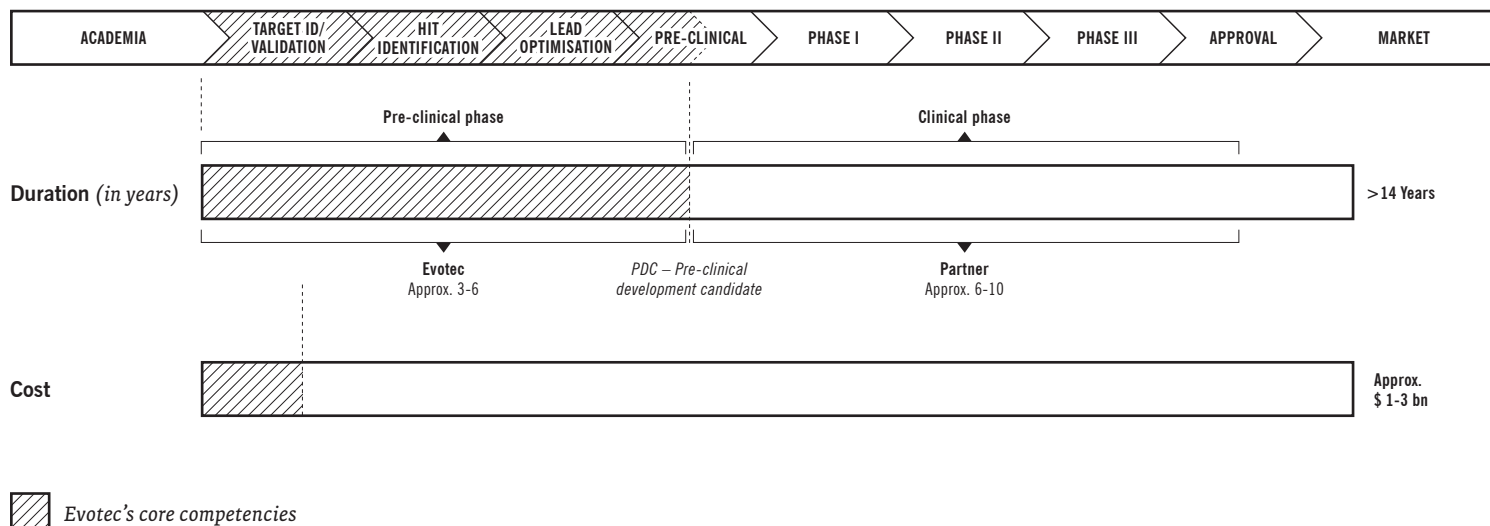 ACADEMIA
TARGET ID/
VALIDATION
HIT
IDENTIFICATION
LEAD
OPTIMISATION
PRE-CLINICAL
PHASE I
PHASE II
PHASE III
APPROVAL
MARKET
Pre-clinical phase
Clinical phase
Duration (in years)
>14 Years
Evotec
Approx. 3-6
PDC – Pre-clinical
development candidate
Partner
Approx. 6-10
Cost
Approx.
$ 1-3 bn
Evotec's core competencies